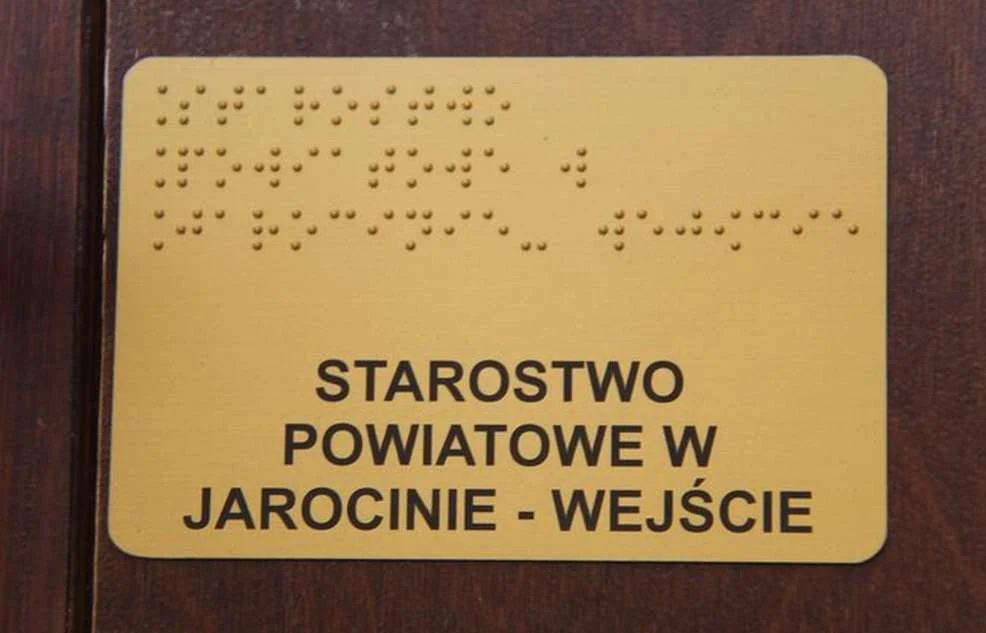 STAROSTWO
POWIATOWE W
JAROCINIE - WEJŚCIE